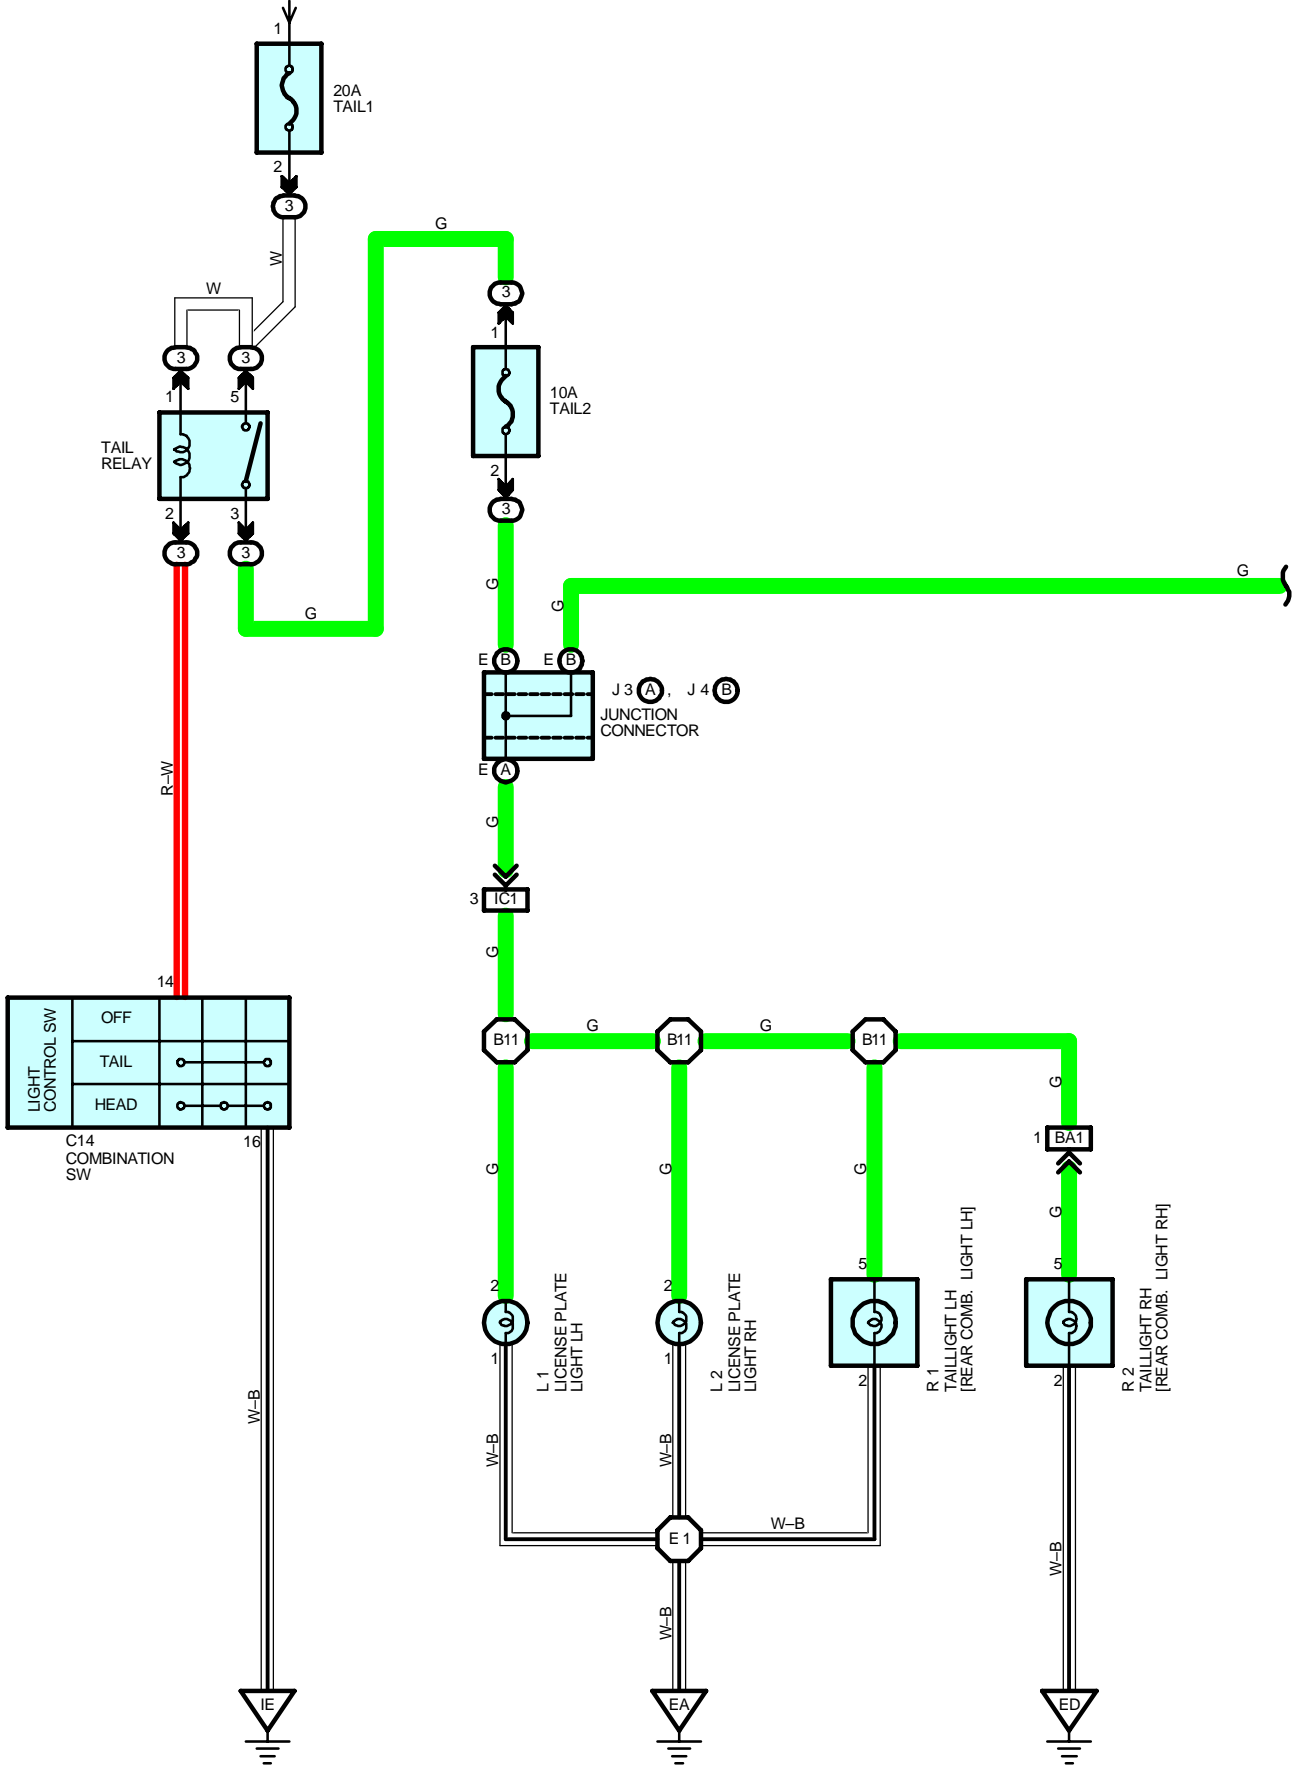 1
20A
TAIL1
2
3
W
W
G
3
1
10A
TAIL2
2
3
3
3
1
5
TAIL
RELAY
2
3
3
3
G
G
G
G
E
B
E
B
J 3 A , J 4 B
JUNCTION
CONNECTOR
E
A
G
3
IC1
R–W
G
14
LIGHT
CONTROL SW
OFF
TAIL
HEAD
C14
COMBINATION
SW
16
B11
G
B11
G
B11
G
1
BA1
G
G
G
G
2
2
5
5
L 1
LICENSE PLATE
LIGHT LH
L 2
LICENSE PLATE
LIGHT RH
R 1
TAILLIGHT LH
[REAR COMB. LIGHT LH]
R 2
TAILLIGHT RH
[REAR COMB. LIGHT RH]
1
1
2
2
W–B
W–B
W–B
W–B
E 1
W–B
W–B
IE
EA
ED